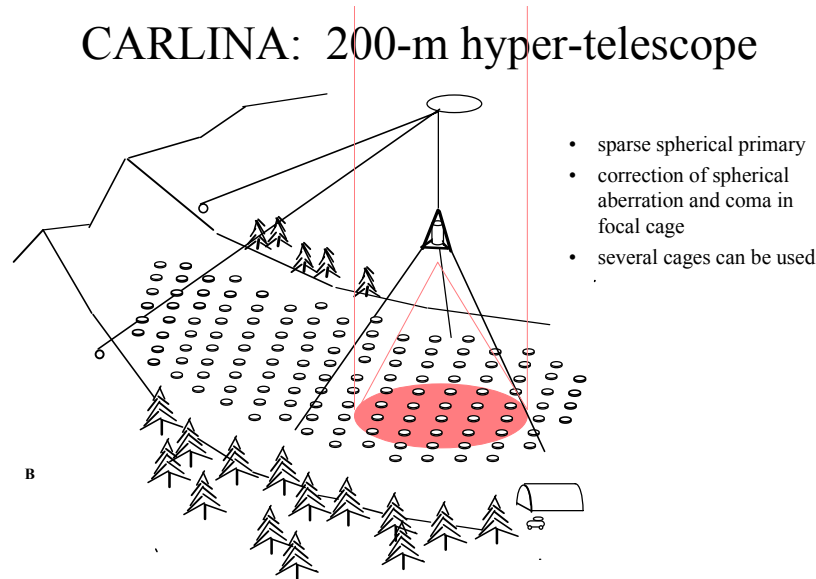 CARLINA: 200-m hyper-telescope
• sparse spherical primary
• correction of spherical
aberration and coma in
focal cage
• several cages can be used
B